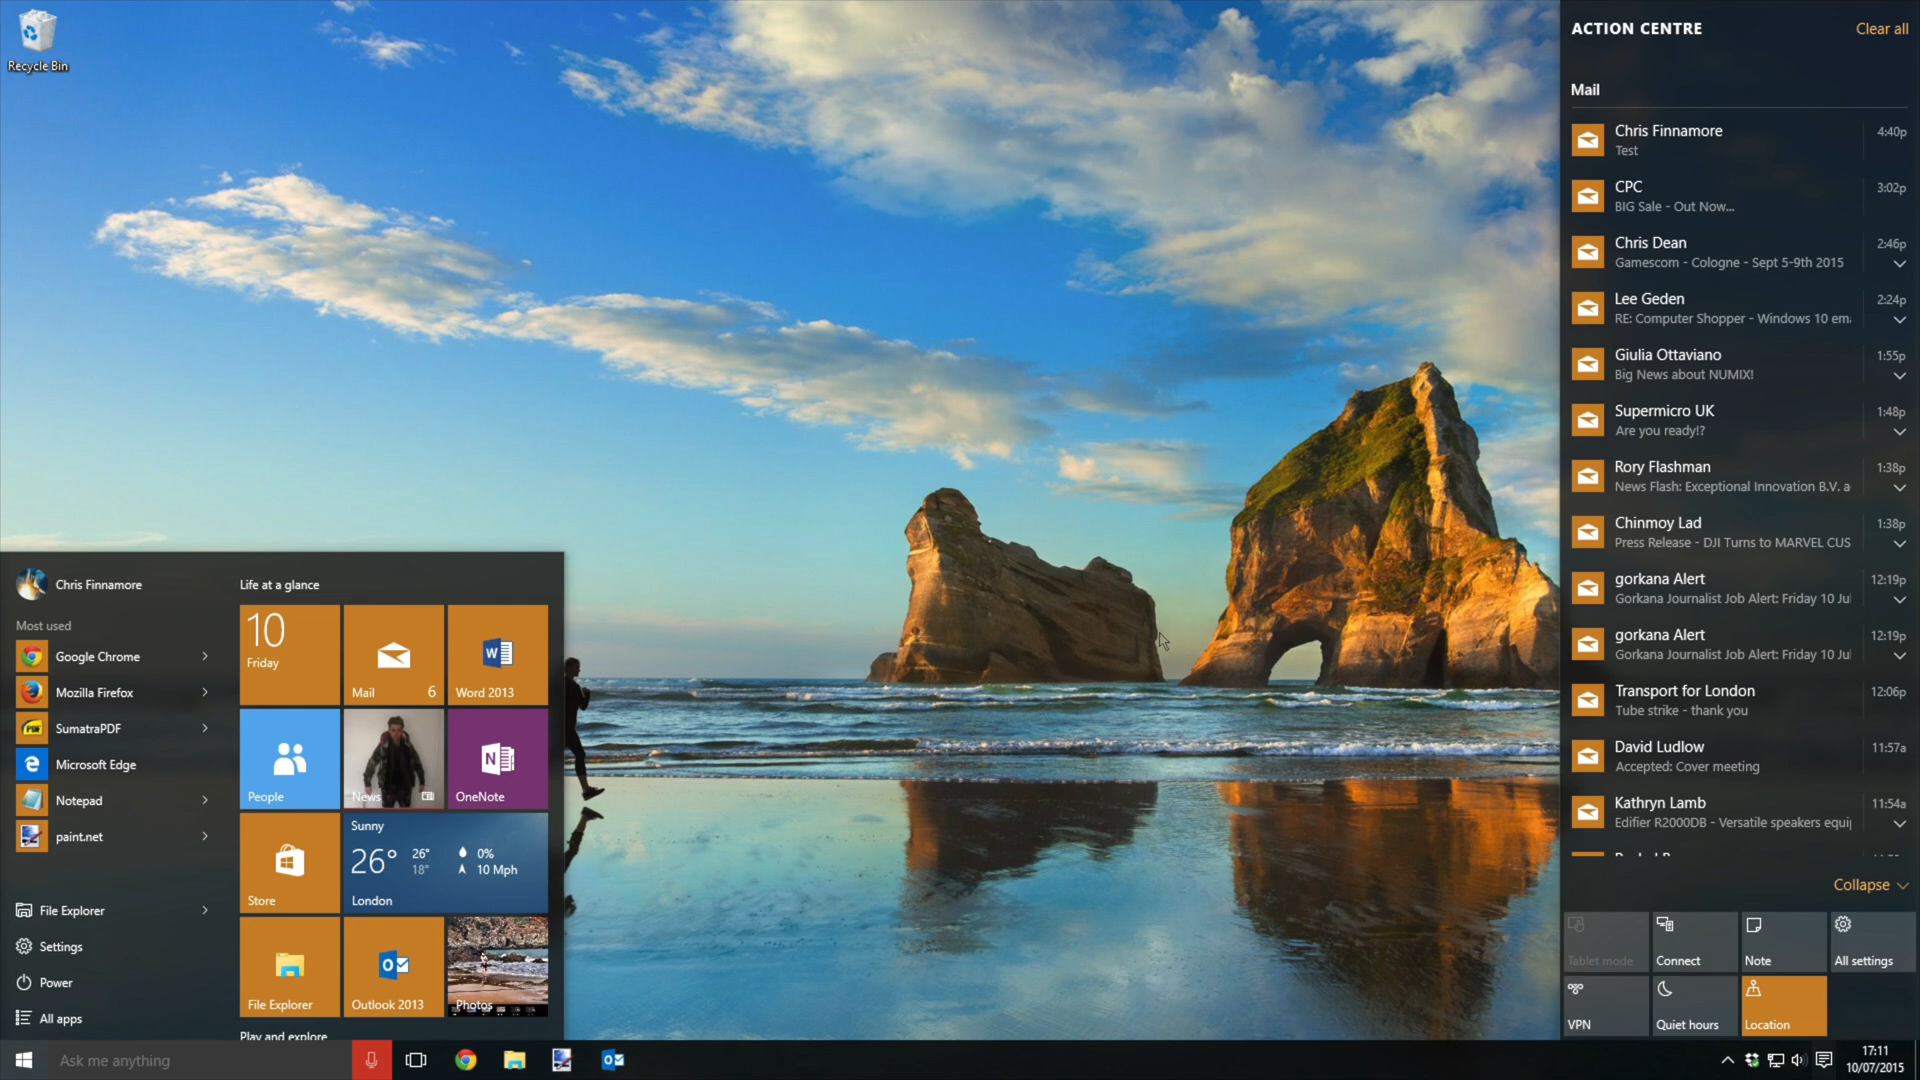 Recycle Bin
Chris Finnamore
Most used
Google Chrome
Mozilla Firefox
SumatraPDF
Microsoft Edge
Notepad
paint.net
File Explorer
Settings
Power
All apps
Life at a glance
10
Friday
Mail 6
Word 2013
People
News
OneNote
Store
Sunny
26° 26° 0%
18° 10 Mph
London
File Explorer
Outlook 2013
Photos
Play and explore
Ask me anything
ACTION CENTRE Clear all
Mail
Chris Finnamore 4:40p
Test
CPC 3:02p
BIG Sale - Out Now...
Chris Dean 2:46p
Gamescom - Cologne - Sept 5-9th 2015
Lee Geden 2:24p
RE: Computer Shopper - Windows 10 em
Giulia Ottaviano 1:55p
Big News about NUMIX!
Supermicro UK 1:48p
Are you ready!?
Rory Flashman 1:38p
News Flash: Exceptional Innovation B.V. a
Chinmoy Lad 1:38p
Press Release - DJI Turns to MARVEL CUS
gorkana Alert 12:19p
Gorkana Journalist Job Alert: Friday 10 Jul
gorkana Alert 12:19p
Gorkana Journalist Job Alert: Friday 10 Jul
Transport for London 12:06p
Tube strike - thank you
David Ludlow 11:57a
Accepted: Cover meeting
Kathryn Lamb 11:54a
Edifier R2000DB - Versatile speakers equi
Collapse
Tablet mode
Connect
Note
All settings
VPN
Quiet hours
Location
17:11
10/07/2015